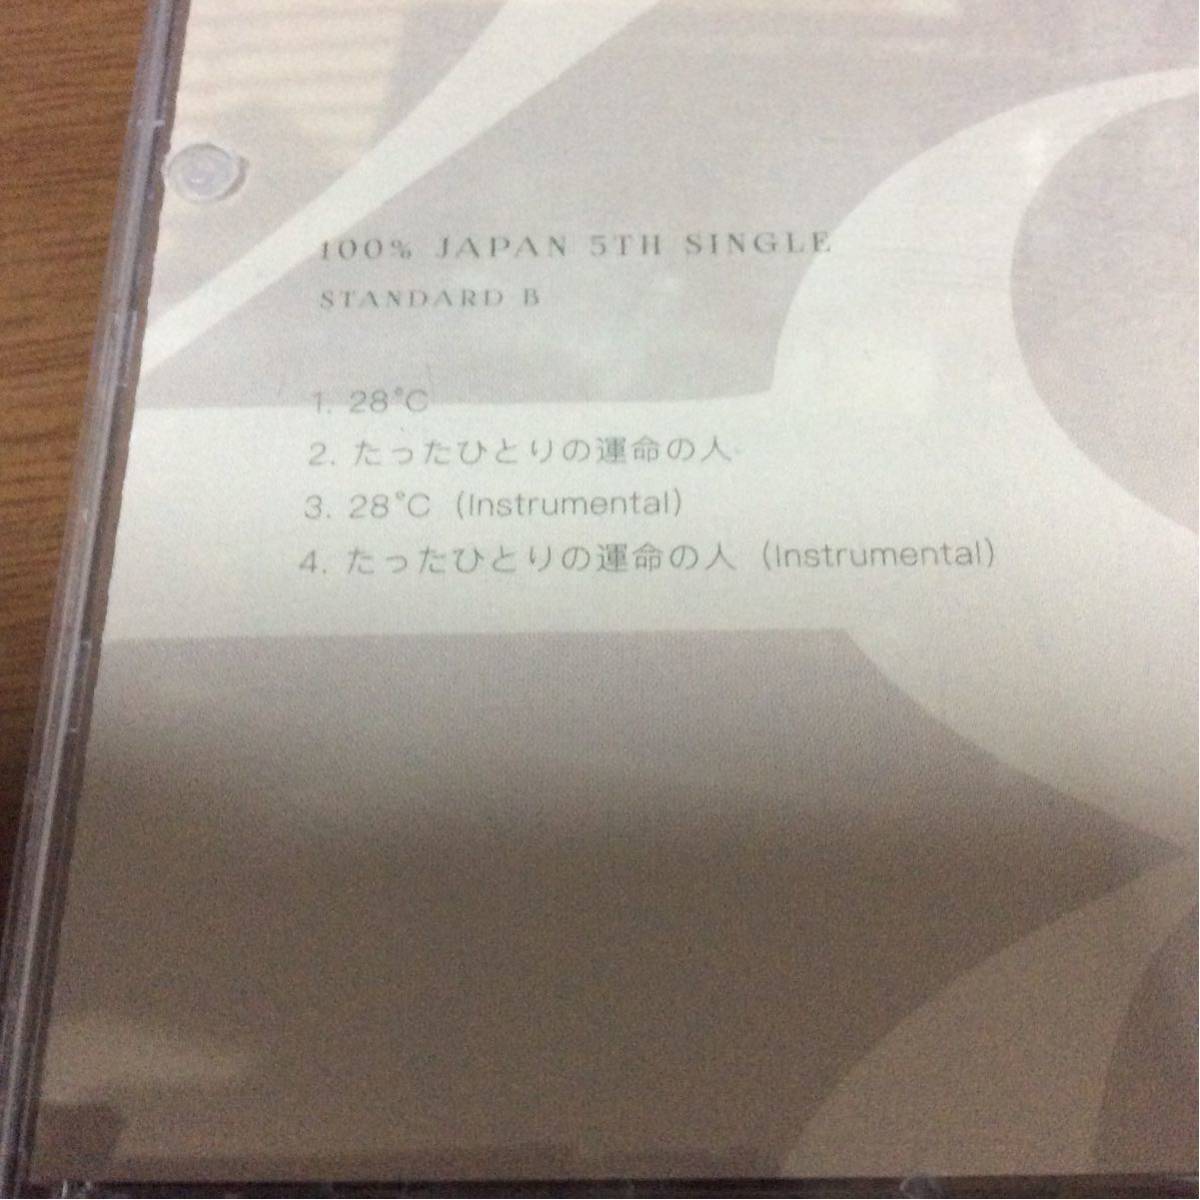 100% JAPAN 5TH SINGLE
STANDARD B
1. 28℃
2. たったひとりの運命の人
3. 28℃ (Instrumental)
4. たったひとりの運命の人 (Instrumental)